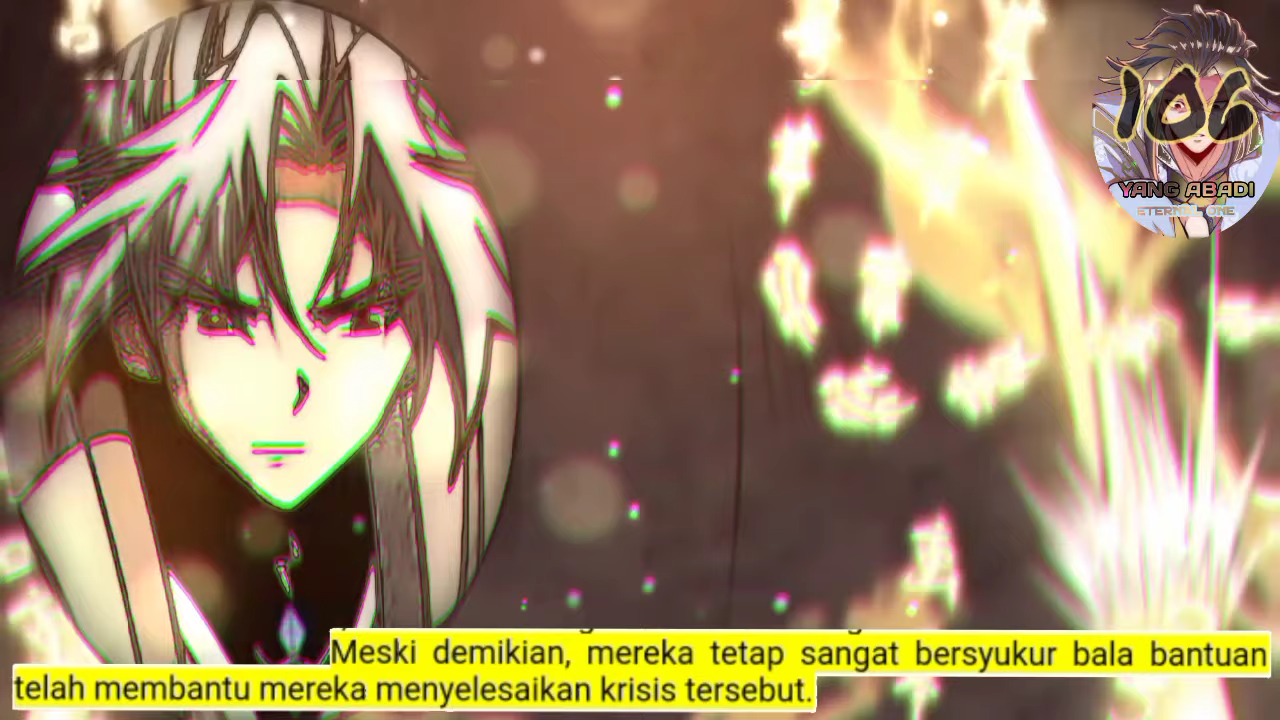 106
YANG ABADI
ETERNAL ONE
Meski demikian, mereka tetap sangat bersyukur bala bantuan
telah membantu mereka menyelesaikan krisis tersebut.